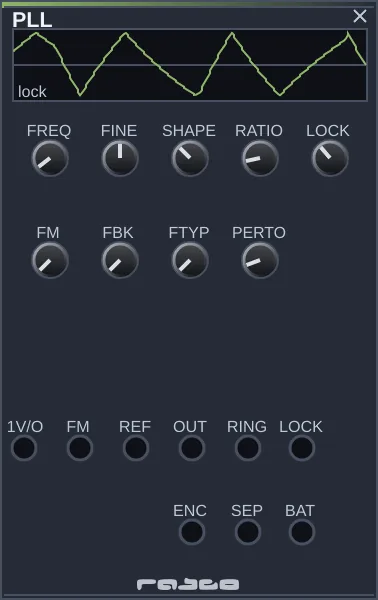 PLL
lock
FREQ FINE SHAPE RATIO LOCK
FM FBK FTYP PERTO
1V/O FM REF OUT RING LOCK
ENC SEP BAT